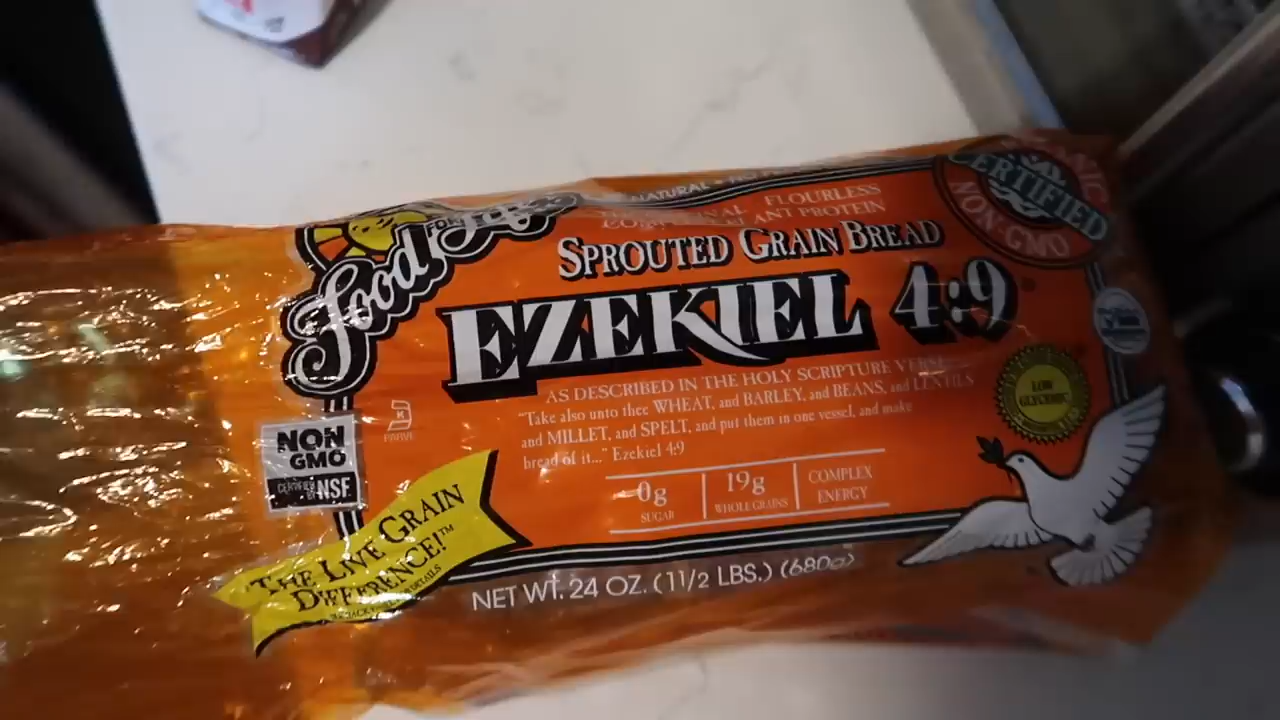 Food FOR Life
NATURAL
FLOURLESS
PROTEIN
SPROUTED GRAIN BREAD
EZEKIEL 4:9
AS DESCRIBED IN THE HOLY SCRIPTURE
"Take also unto thee WHEAT, and BARLEY, and BEANS, and LENTILS
and MILLET, and SPELT, and put them in one vessel, and make
bread of it..." Ezekiel 4:9
0g
SUGAR
19g
WHOLE GRAINS
COMPLEX
ENERGY
NET WT. 24 OZ. (1 1/2 LBS.) (680g)
ORGANIC
CERTIFIED
NON-GMO
LOW
GLYCEMIC
K
PARVE
NON
GMO
CERTIFIED
BY NSF
THE LIVE GRAIN
DIFFERENCE!™
DETAILS